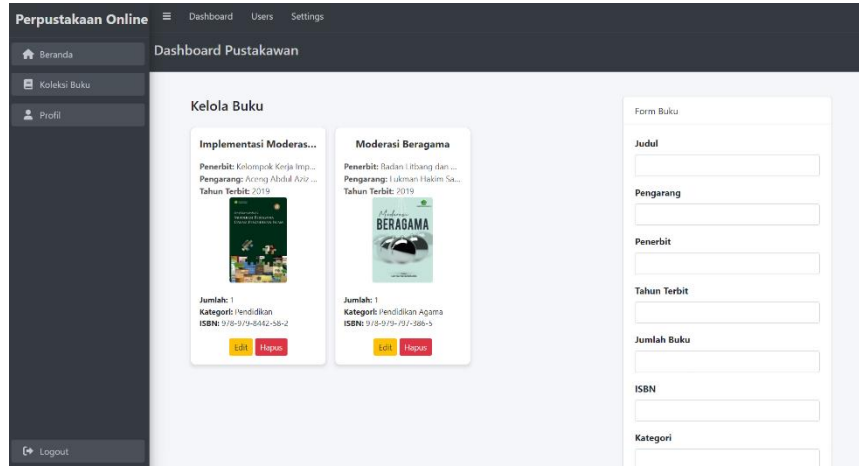 Perpustakaan Online
Dashboard Users Settings
Dashboard Pustakawan
Beranda
Koleksi Buku
Profil
Logout
Kelola Buku
Implementasi Moderas...
Penerbit: Kelompok Kerja Imp...
Pengarang: Aceng Abdul Aziz ...
Tahun Terbit: 2019
Jumlah: 1
Kategori: Pendidikan
ISBN: 978-979-8442-58-2
Edit Hapus
Moderasi Beragama
Penerbit: Badan Litbang dan ...
Pengarang: Lukman Hakim Sa...
Tahun Terbit: 2019
Moderasi
BERAGAMA
Jumlah: 1
Kategori: Pendidikan Agama
ISBN: 978-979-797-386-5
Edit Hapus
Form Buku
Judul
Pengarang
Penerbit
Tahun Terbit
Jumlah Buku
ISBN
Kategori